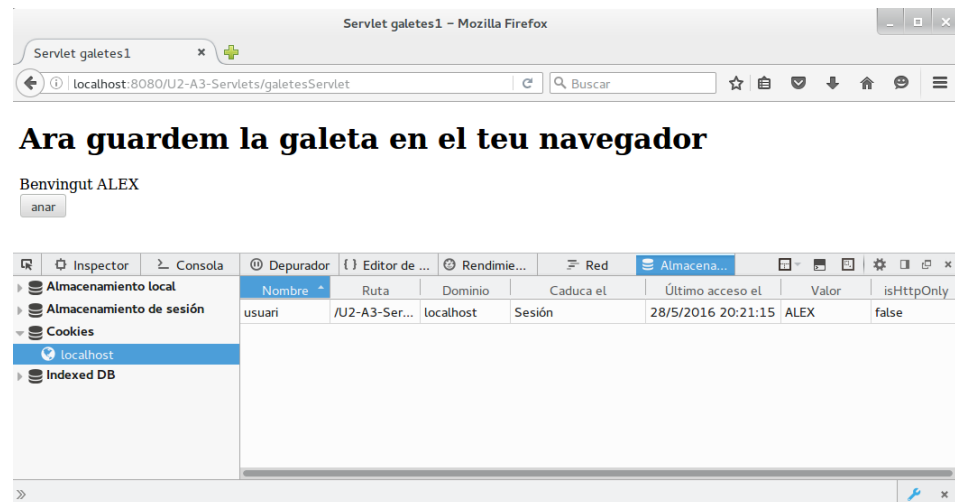 Servlet galetes1 - Mozilla Firefox
Servlet galetes1
localhost:8080/U2-A3-Servlets/galetesServlet
Buscar
Ara guardem la galeta en el teu navegador
Benvingut ALEX
anar
Inspector Consola Depurador { } Editor de ... Rendimie... Red Almacena...
Almacenamiento local
Almacenamiento de sesión
Cookies
localhost
Indexed DB
Nombre Ruta Dominio Caduca el Último acceso el Valor isHttpOnly
usuari /U2-A3-Ser... localhost Sesión 28/5/2016 20:21:15 ALEX false